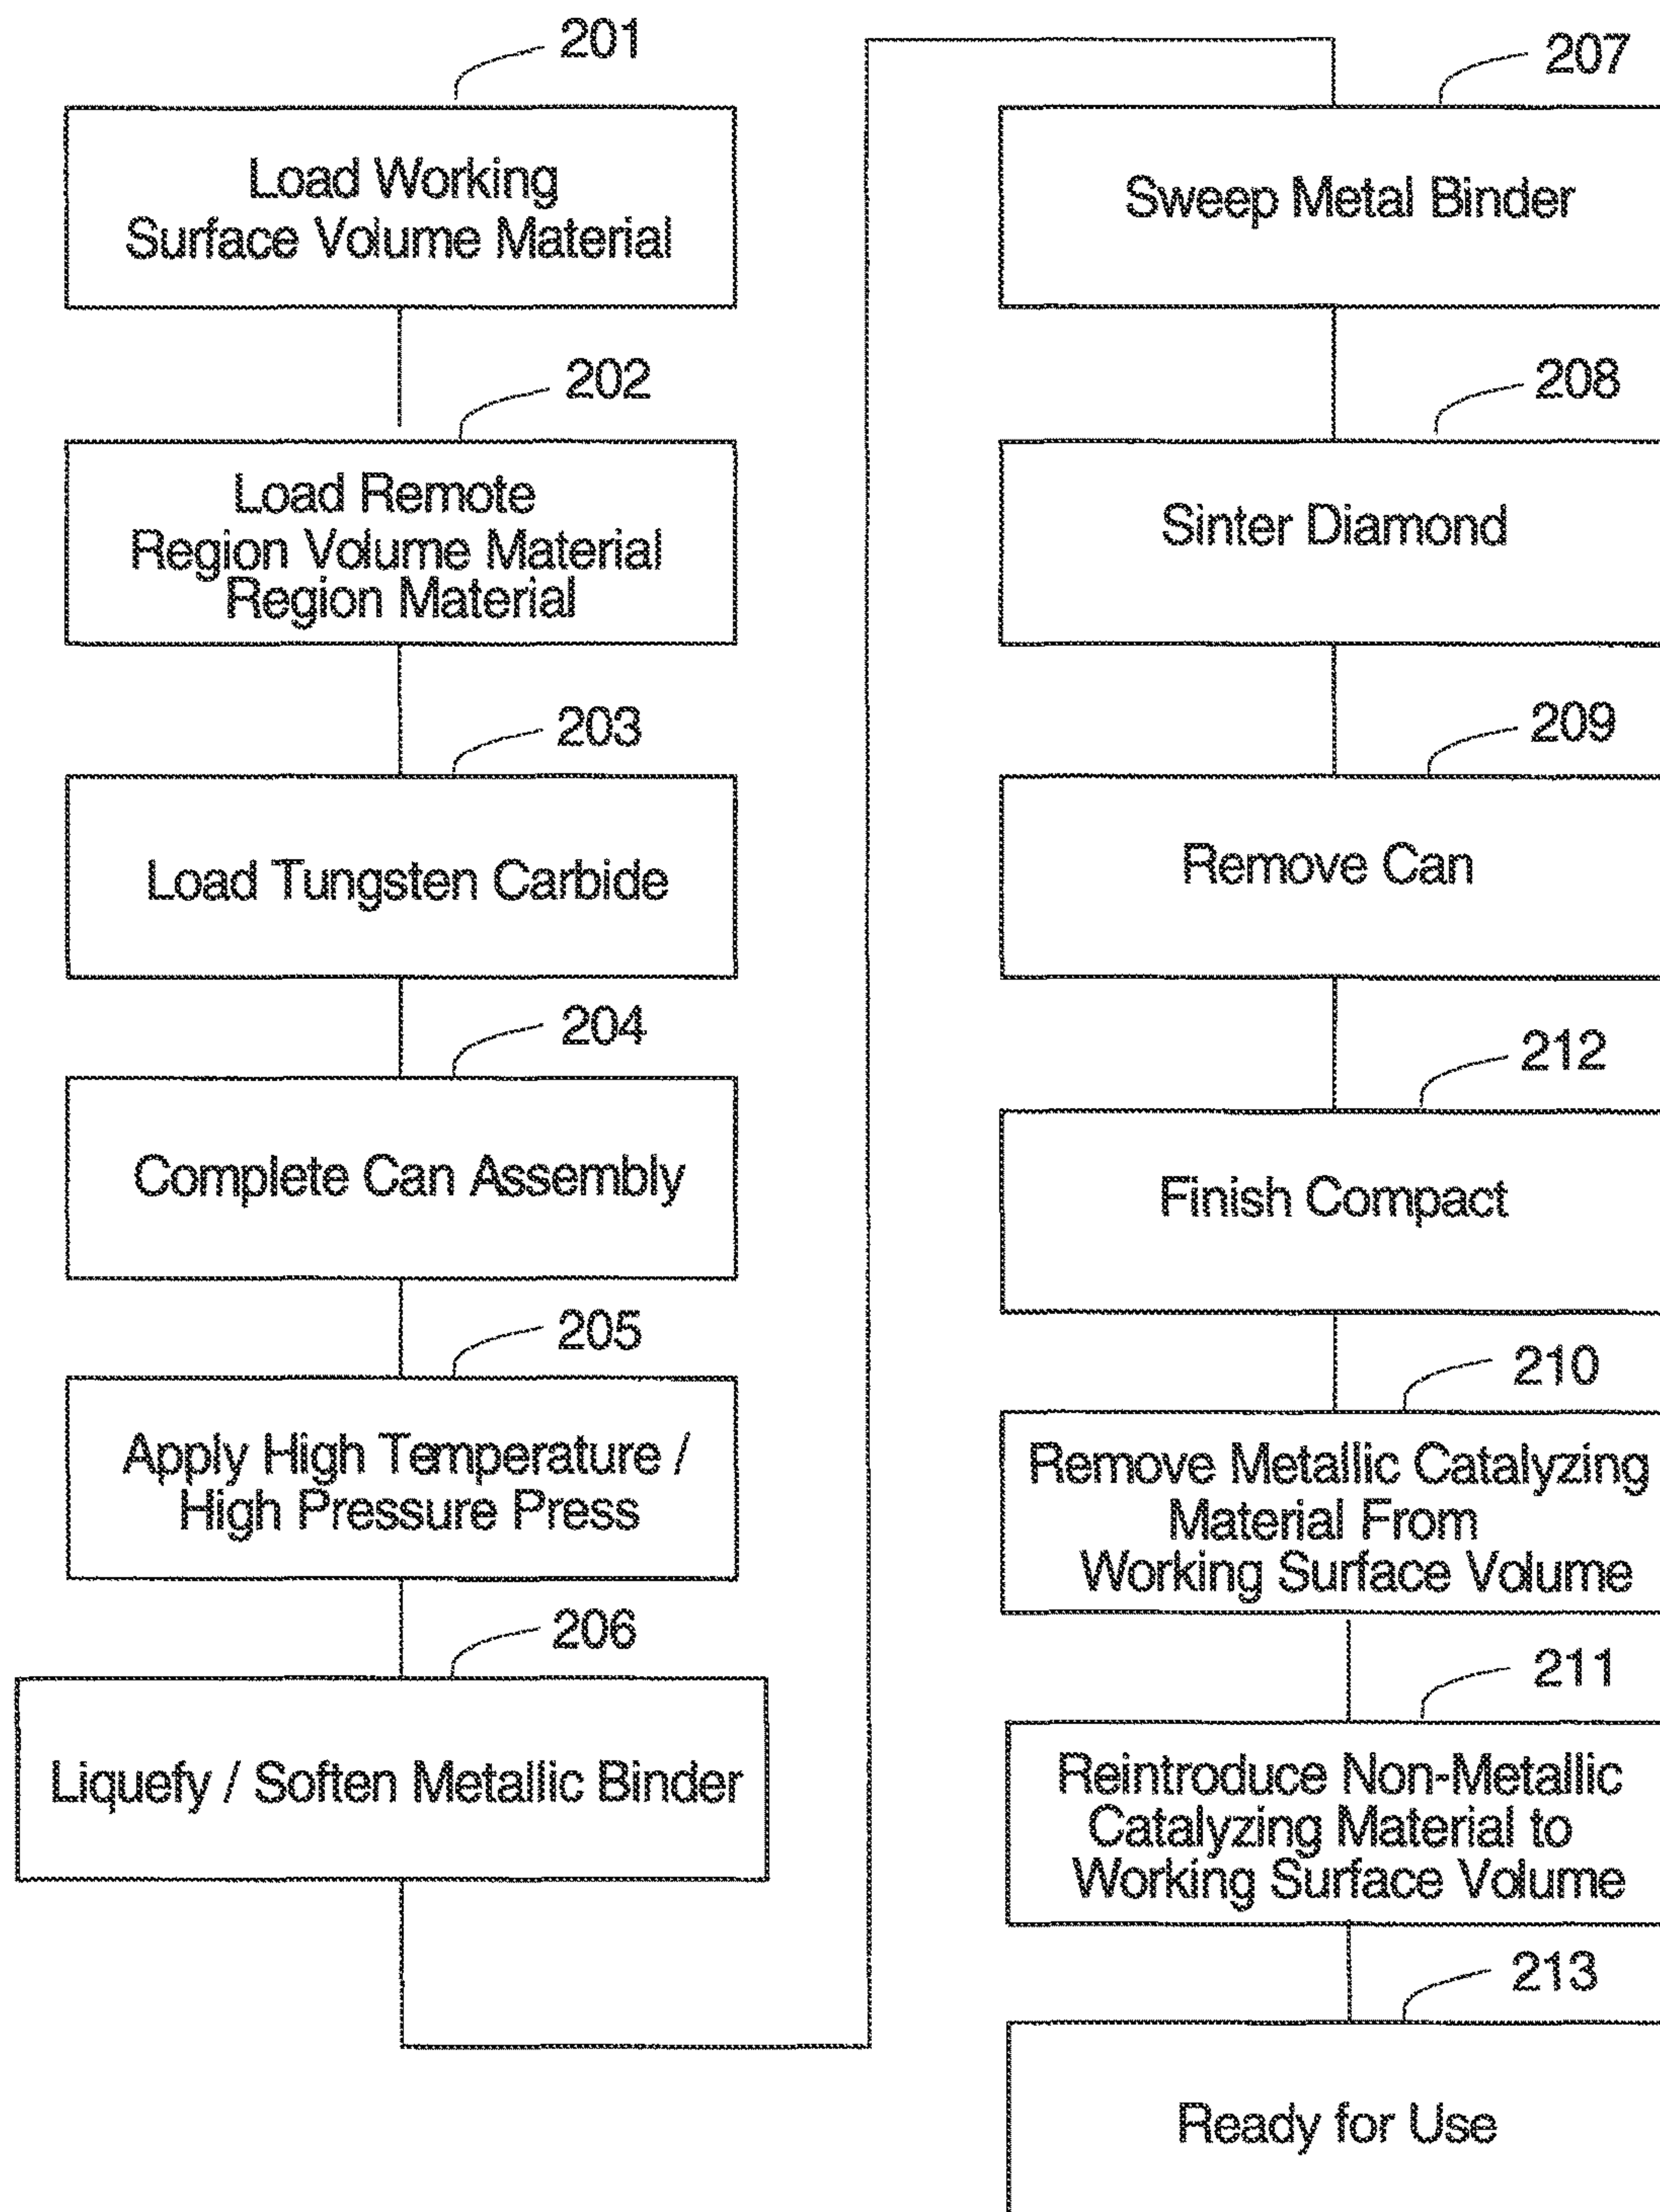 201
Load Working
Surface Volume Material
202
Load Remote
Region Volume Material
Region Material
203
Load Tungsten Carbide
204
Complete Can Assembly
205
Apply High Temperature /
High Pressure Press
206
Liquefy / Soften Metallic Binder
207
Sweep Metal Binder
208
Sinter Diamond
209
Remove Can
212
Finish Compact
210
Remove Metallic Catalyzing
Material From
Working Surface Volume
211
Reintroduce Non-Metallic
Catalyzing Material to
Working Surface Volume
213
Ready for Use